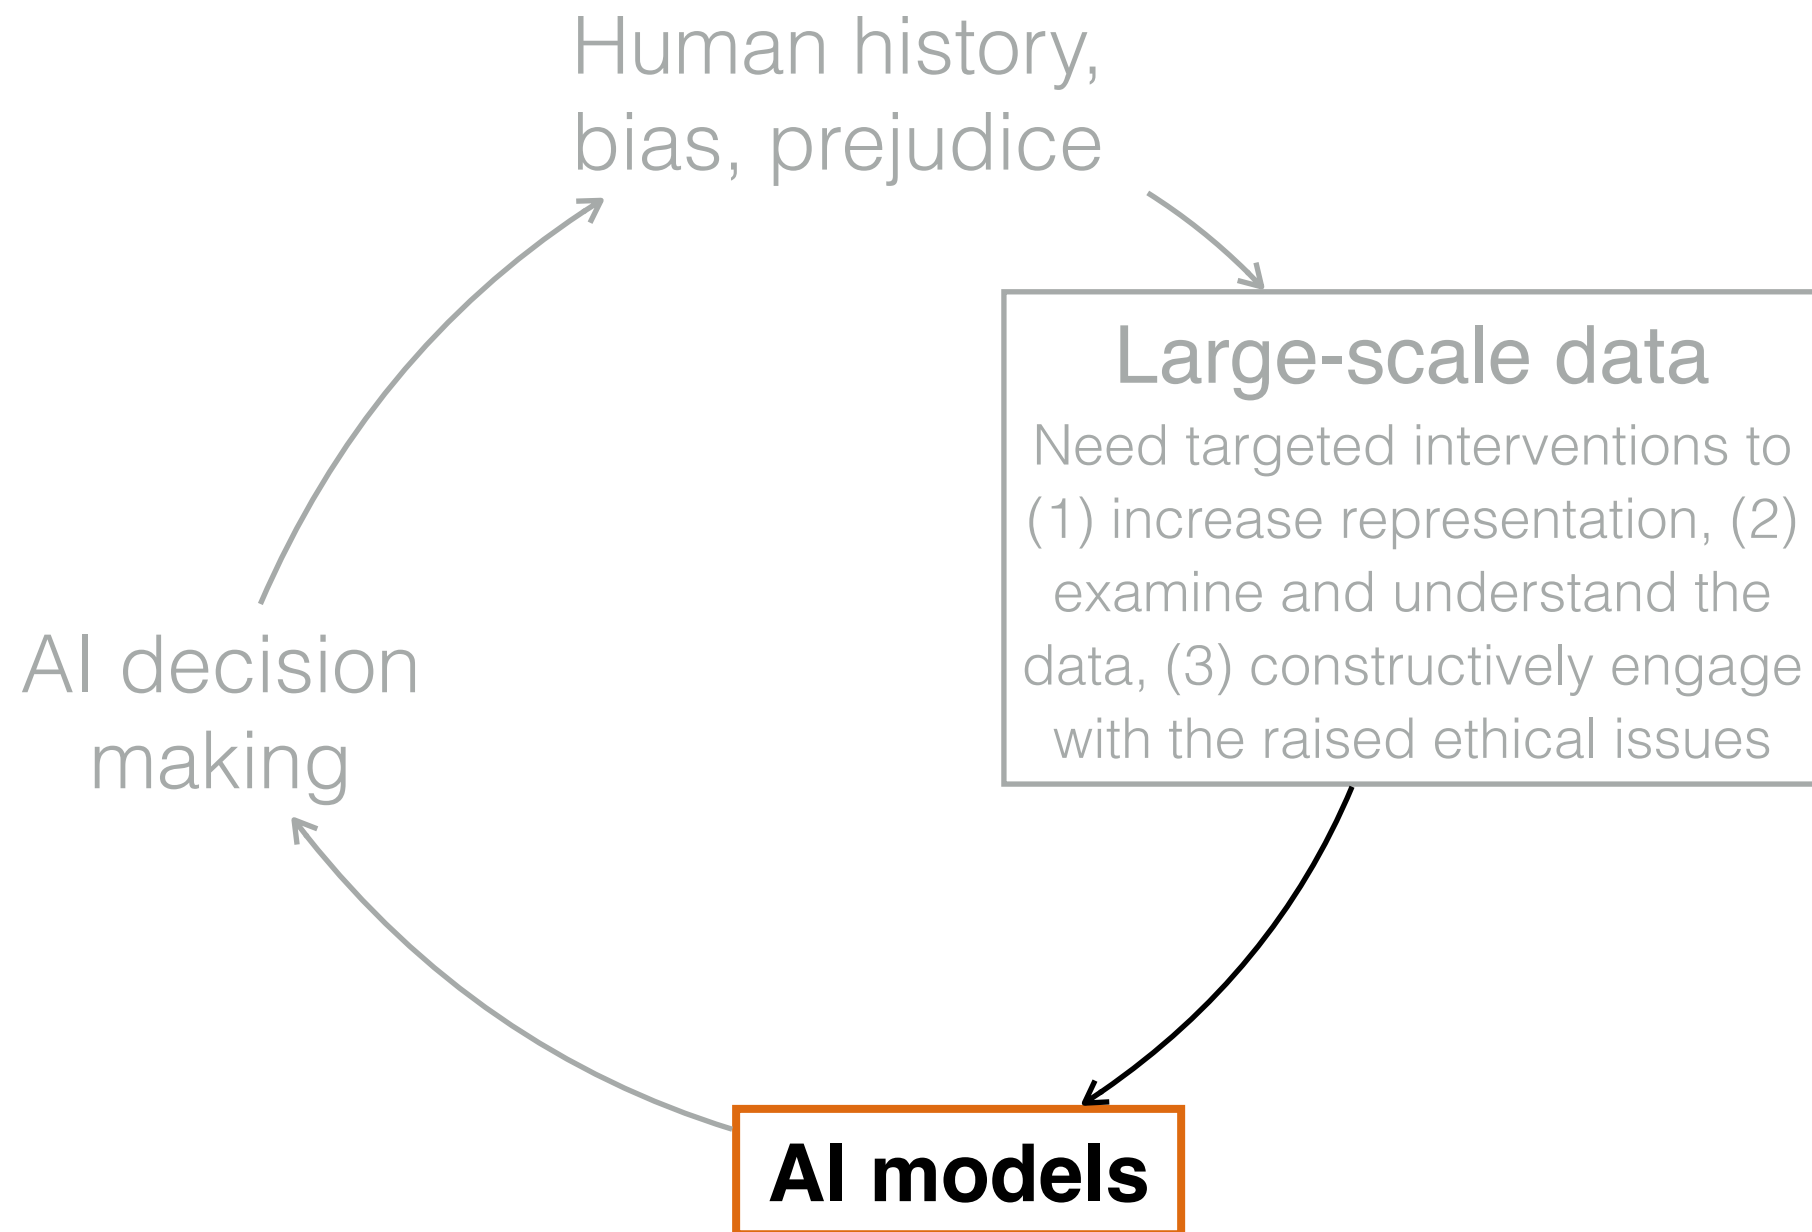 Human history,
bias, prejudice
Large-scale data
Need targeted interventions to
(1) increase representation, (2)
examine and understand the
data, (3) constructively engage
with the raised ethical issues
AI decision
making
AI models